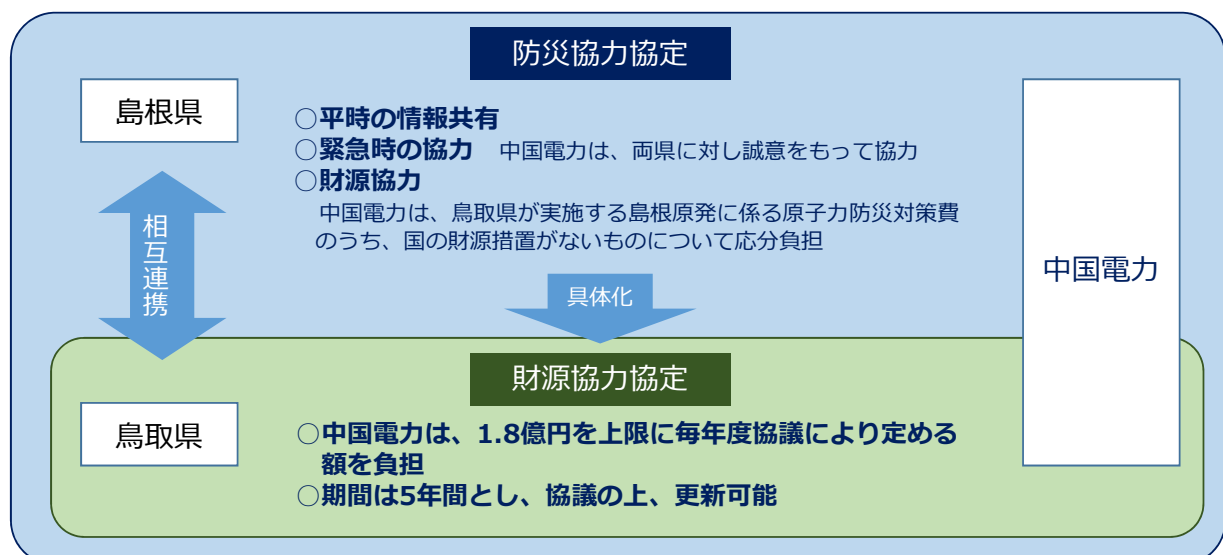 防災協力協定
島根県
○平時の情報共有
○緊急時の協力　中国電力は、両県に対し誠意をもって協力
○財源協力
中国電力は、鳥取県が実施する島根原発に係る原子力防災対策費
のうち、国の財源措置がないものについて応分負担
相互連携
中国電力
具体化
財源協力協定
鳥取県
○中国電力は、1.8億円を上限に毎年度協議により定める
額を負担
○期間は5年間とし、協議の上、更新可能